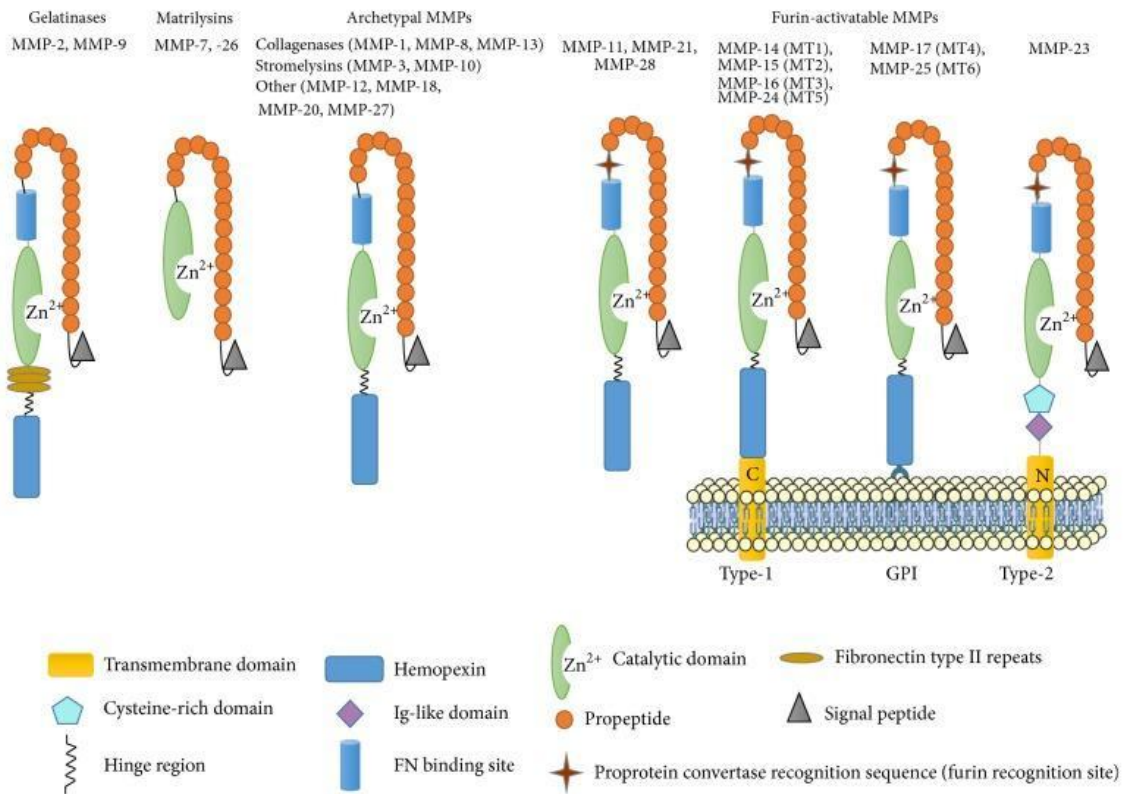 Gelatinases
MMP-2, MMP-9
Matrilysins
MMP-7, -26
Archetypal MMPs
Collagenases (MMP-1, MMP-8, MMP-13)
Stromelysins (MMP-3, MMP-10)
Other (MMP-12, MMP-18,
MMP-20, MMP-27)
Furin-activatable MMPs
MMP-11, MMP-21,
MMP-28
MMP-14 (MT1),
MMP-15 (MT2),
MMP-16 (MT3),
MMP-24 (MT5)
MMP-17 (MT4),
MMP-25 (MT6)
MMP-23
Zn2+
Zn2+
Zn2+
Zn2+
Zn2+
Zn2+
Zn2+
C
N
Type-1
GPI
Type-2
Transmembrane domain
Cysteine-rich domain
Hinge region
Hemopexin
Ig-like domain
FN binding site
Zn2+ Catalytic domain
Propeptide
Proprotein convertase recognition sequence (furin recognition site)
Fibronectin type II repeats
Signal peptide